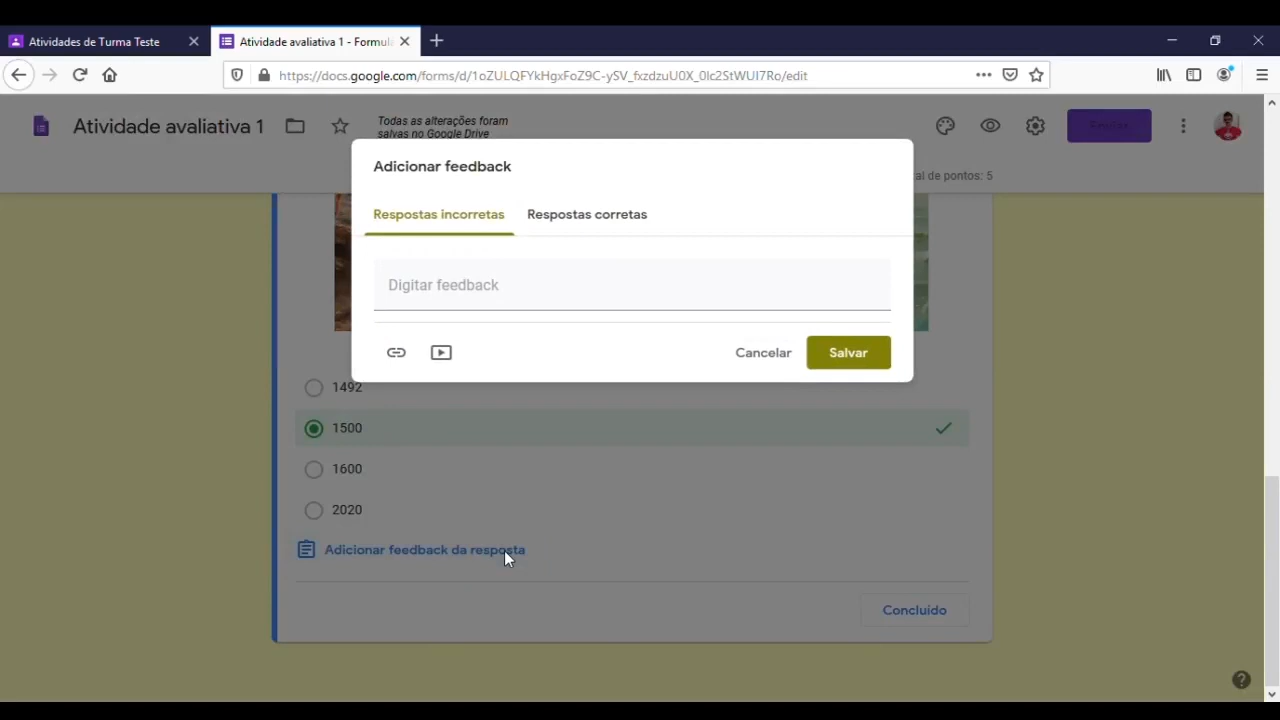 Atividades de Turma Teste
Atividade avaliativa 1 - Formula
https://docs.google.com/forms/d/1oZULQFYkHgxFoZ9C-ySV_fxzdzuU0X_0lc2StWUI7Ro/edit
Atividade avaliativa 1
Todas as alterações foram
salvas no Google Drive
Enviar
al de pontos: 5
Adicionar feedback
Respostas incorretas
Respostas corretas
Digitar feedback
Cancelar
Salvar
1492
1500
1600
2020
Adicionar feedback da resposta
Concluído